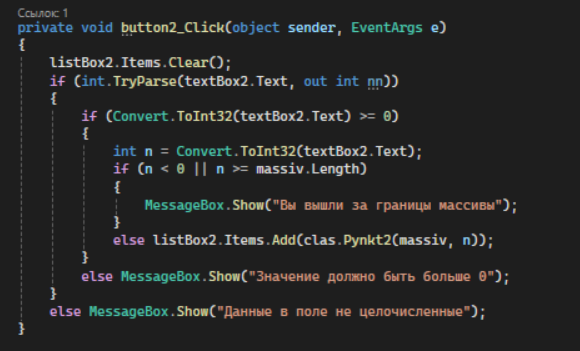 Ссылок: 1
private void button2_Click(object sender, EventArgs e)
{
listBox2.Items.Clear();
if (int.TryParse(textBox2.Text, out int nn))
{
if (Convert.ToInt32(textBox2.Text) >= 0)
{
int n = Convert.ToInt32(textBox2.Text);
if (n < 0 || n >= massiv.Length)
{
MessageBox.Show("Вы вышли за границы массивы");
}
else listBox2.Items.Add(clas.Pynkt2(massiv, n));
}
else MessageBox.Show("Значение должно быть больше 0");
}
else MessageBox.Show("Данные в поле не целочисленные");
}